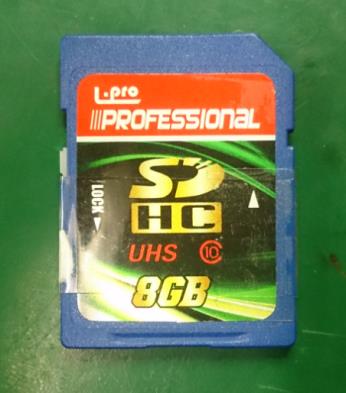 L.pro
PROFESSIONAL
SD
HC
LOCK
UHS 10
8GB